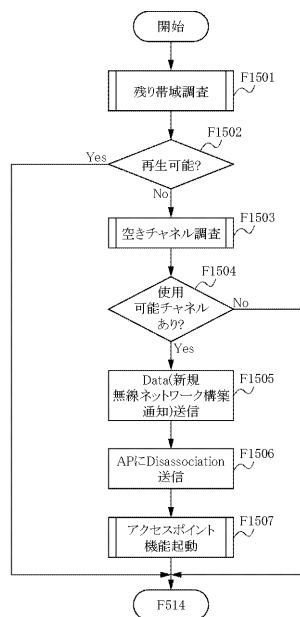 開始
残り帯域調査
F1501
F1502
Yes
再生可能?
No
空きチャネル調査
F1503
F1504
使用
可能チャネル
あり?
No
Yes
Data(新規
無線ネットワーク構築
通知)送信
F1505
APにDisassociation
送信
F1506
アクセスポイント
機能起動
F1507
F514